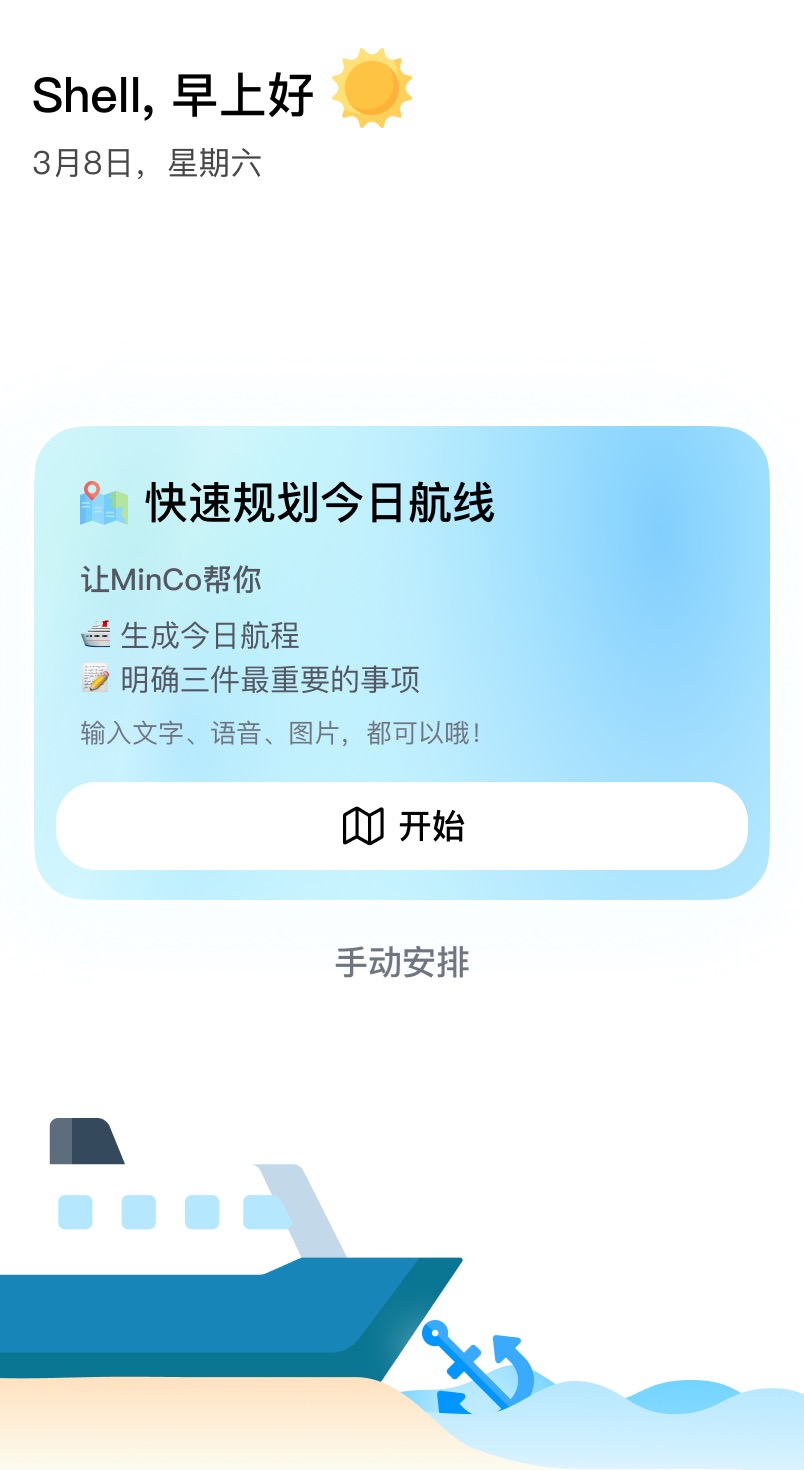 Shell, 早上好
3月8日，星期六
快速规划今日航线
让MinCo帮你
生成今日航程
明确三件最重要的事项
输入文字、语音、图片，都可以哦！
开始
手动安排